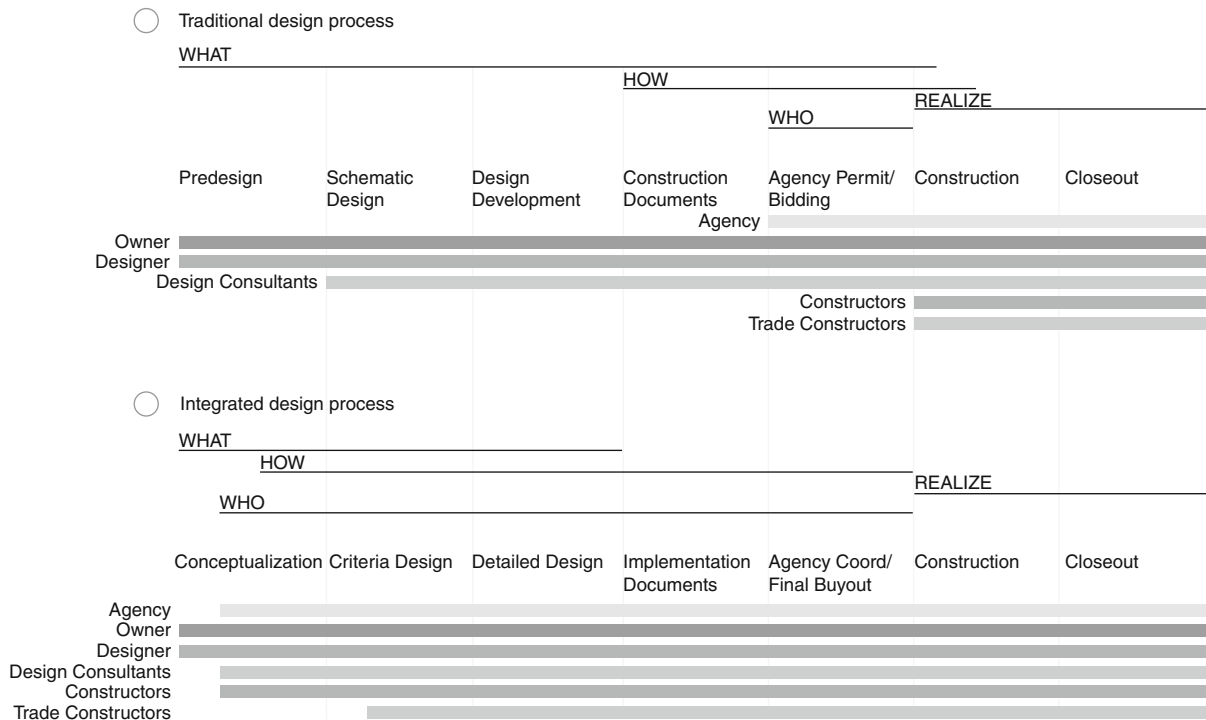 Traditional design process
WHAT
HOW
REALIZE
WHO
Predesign Schematic Design Construction Agency Permit/ Construction Closeout
Design Development Documents Bidding
Agency
Owner
Designer
Design Consultants
Constructors
Trade Constructors
Integrated design process
WHAT
HOW
REALIZE
WHO
Conceptualization Criteria Design Detailed Design Implementation Agency Coord/ Construction Closeout
Documents Final Buyout
Agency
Owner
Designer
Design Consultants
Constructors
Trade Constructors